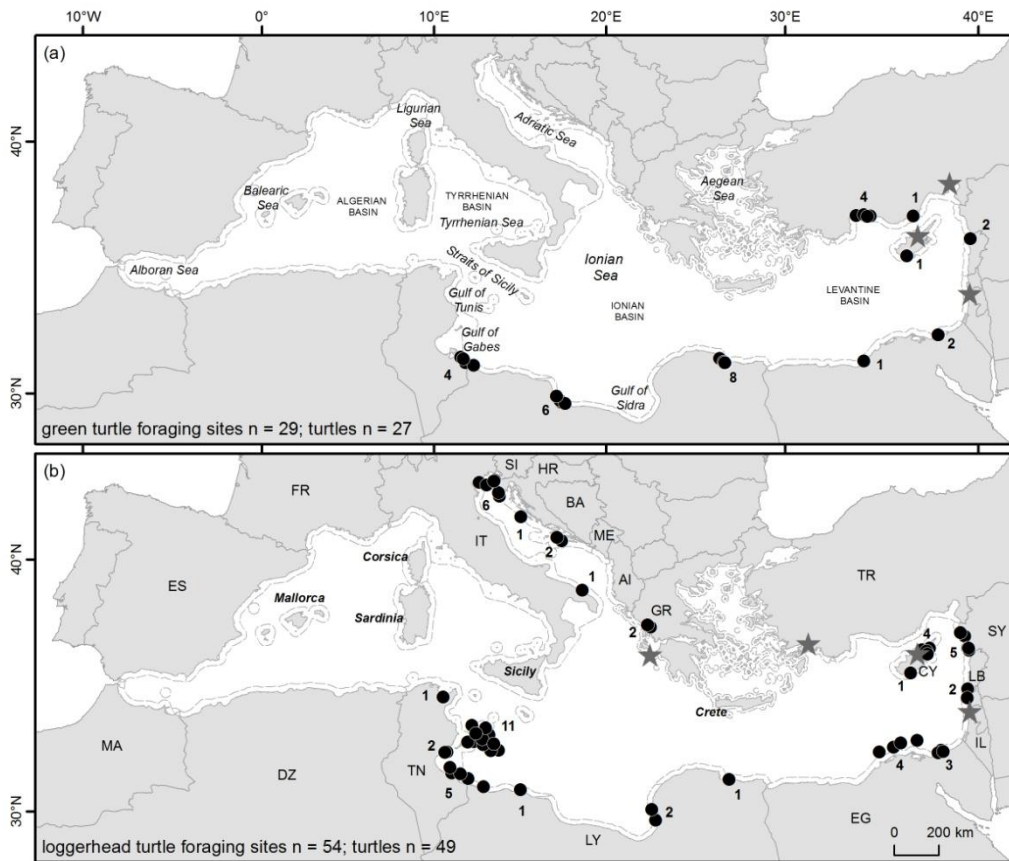 10°W 0° 10°E 20°E 30°E 40°E
(a)
Ligurian
Sea
Adriatic Sea
40°N
Balearic
Sea
ALGERIAN
BASIN
TYRRHENIAN
BASIN
Tyrrhenian Sea
Aegean
Sea
4
1
2
1
Alboran Sea
Straits of Sicily
Ionian
Sea
Gulf of
Tunis
IONIAN
BASIN
LEVANTINE
BASIN
Gulf of
Gabes
4
8
1
2
30°N
6
Gulf of
Sidra
green turtle foraging sites n = 29; turtles n = 27
(b)
SI
HR
FR
6
BA
1
IT
2
ME
40°N
Corsica
1
AI
TR
ES
Mallorca
Sardinia
GR
2
4
SY
5
CY
Sicily
1
LB
2
1
Crete
11
IL
MA
2
4
3
DZ
TN
5
1
1
2
30°N
EG
LY
0 200 km
loggerhead turtle foraging sites n = 54; turtles n = 49